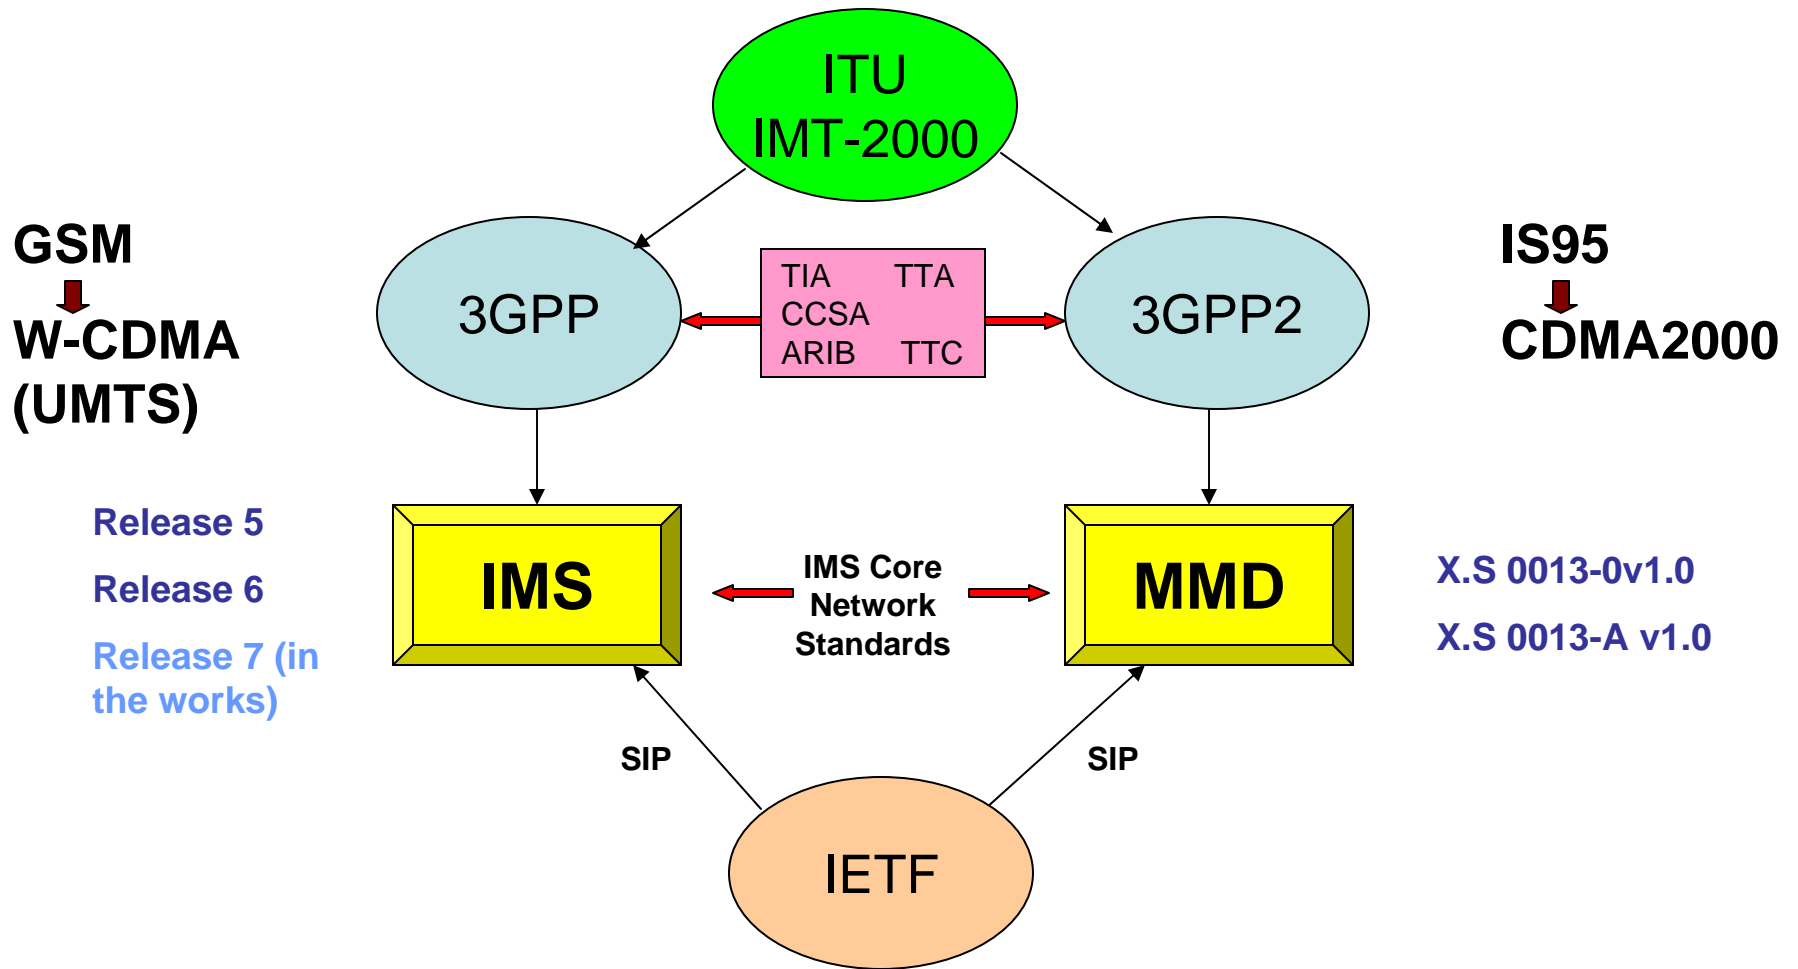 ITU
IMT-2000
GSM
W-CDMA
(UMTS)
3GPP
TIA TTA
CCSA
ARIB TTC
3GPP2
IS95
CDMA2000
Release 5
Release 6
Release 7 (in
the works)
IMS
IMS Core
Network
Standards
MMD
X.S 0013-0v1.0
X.S 0013-A v1.0
SIP
SIP
IETF